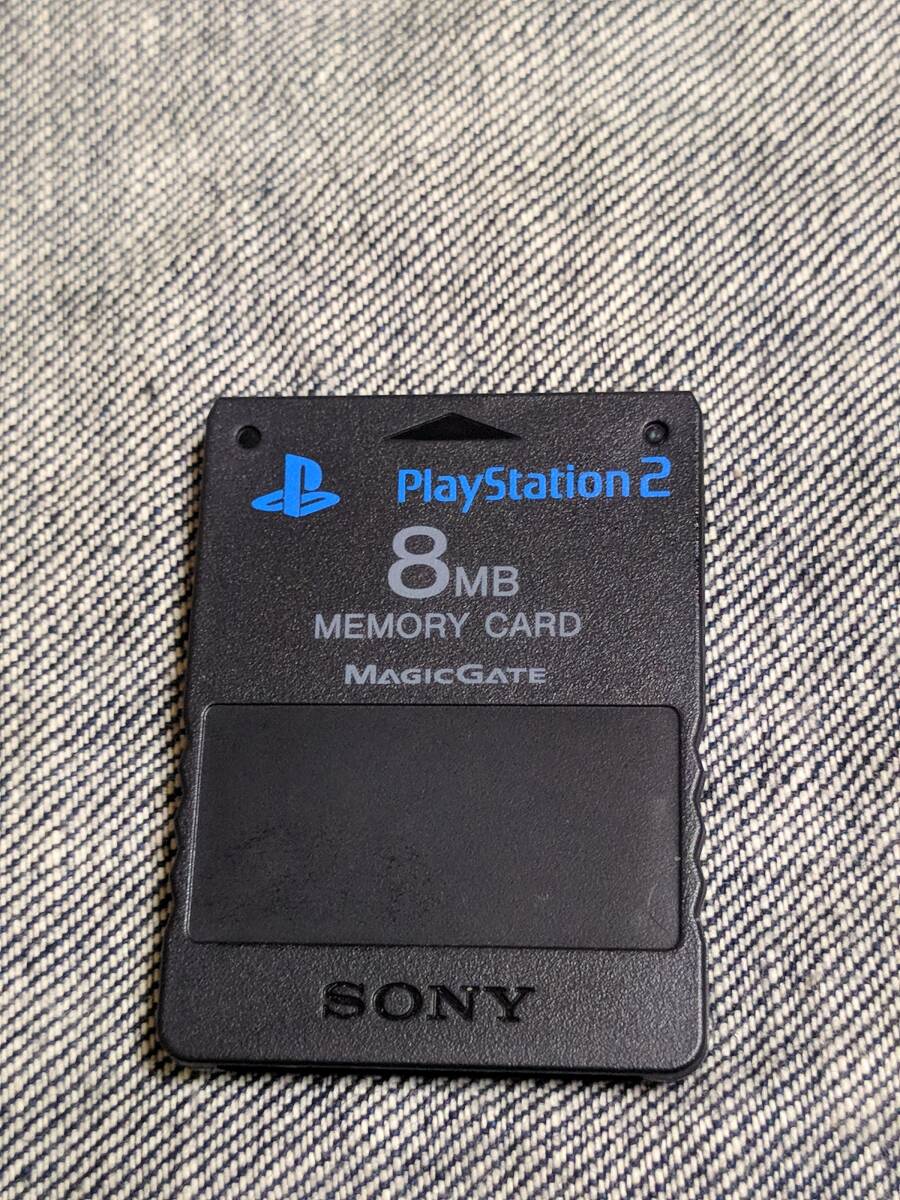 PlayStation 2
8MB
MEMORY CARD
MAGICGATE
SONY